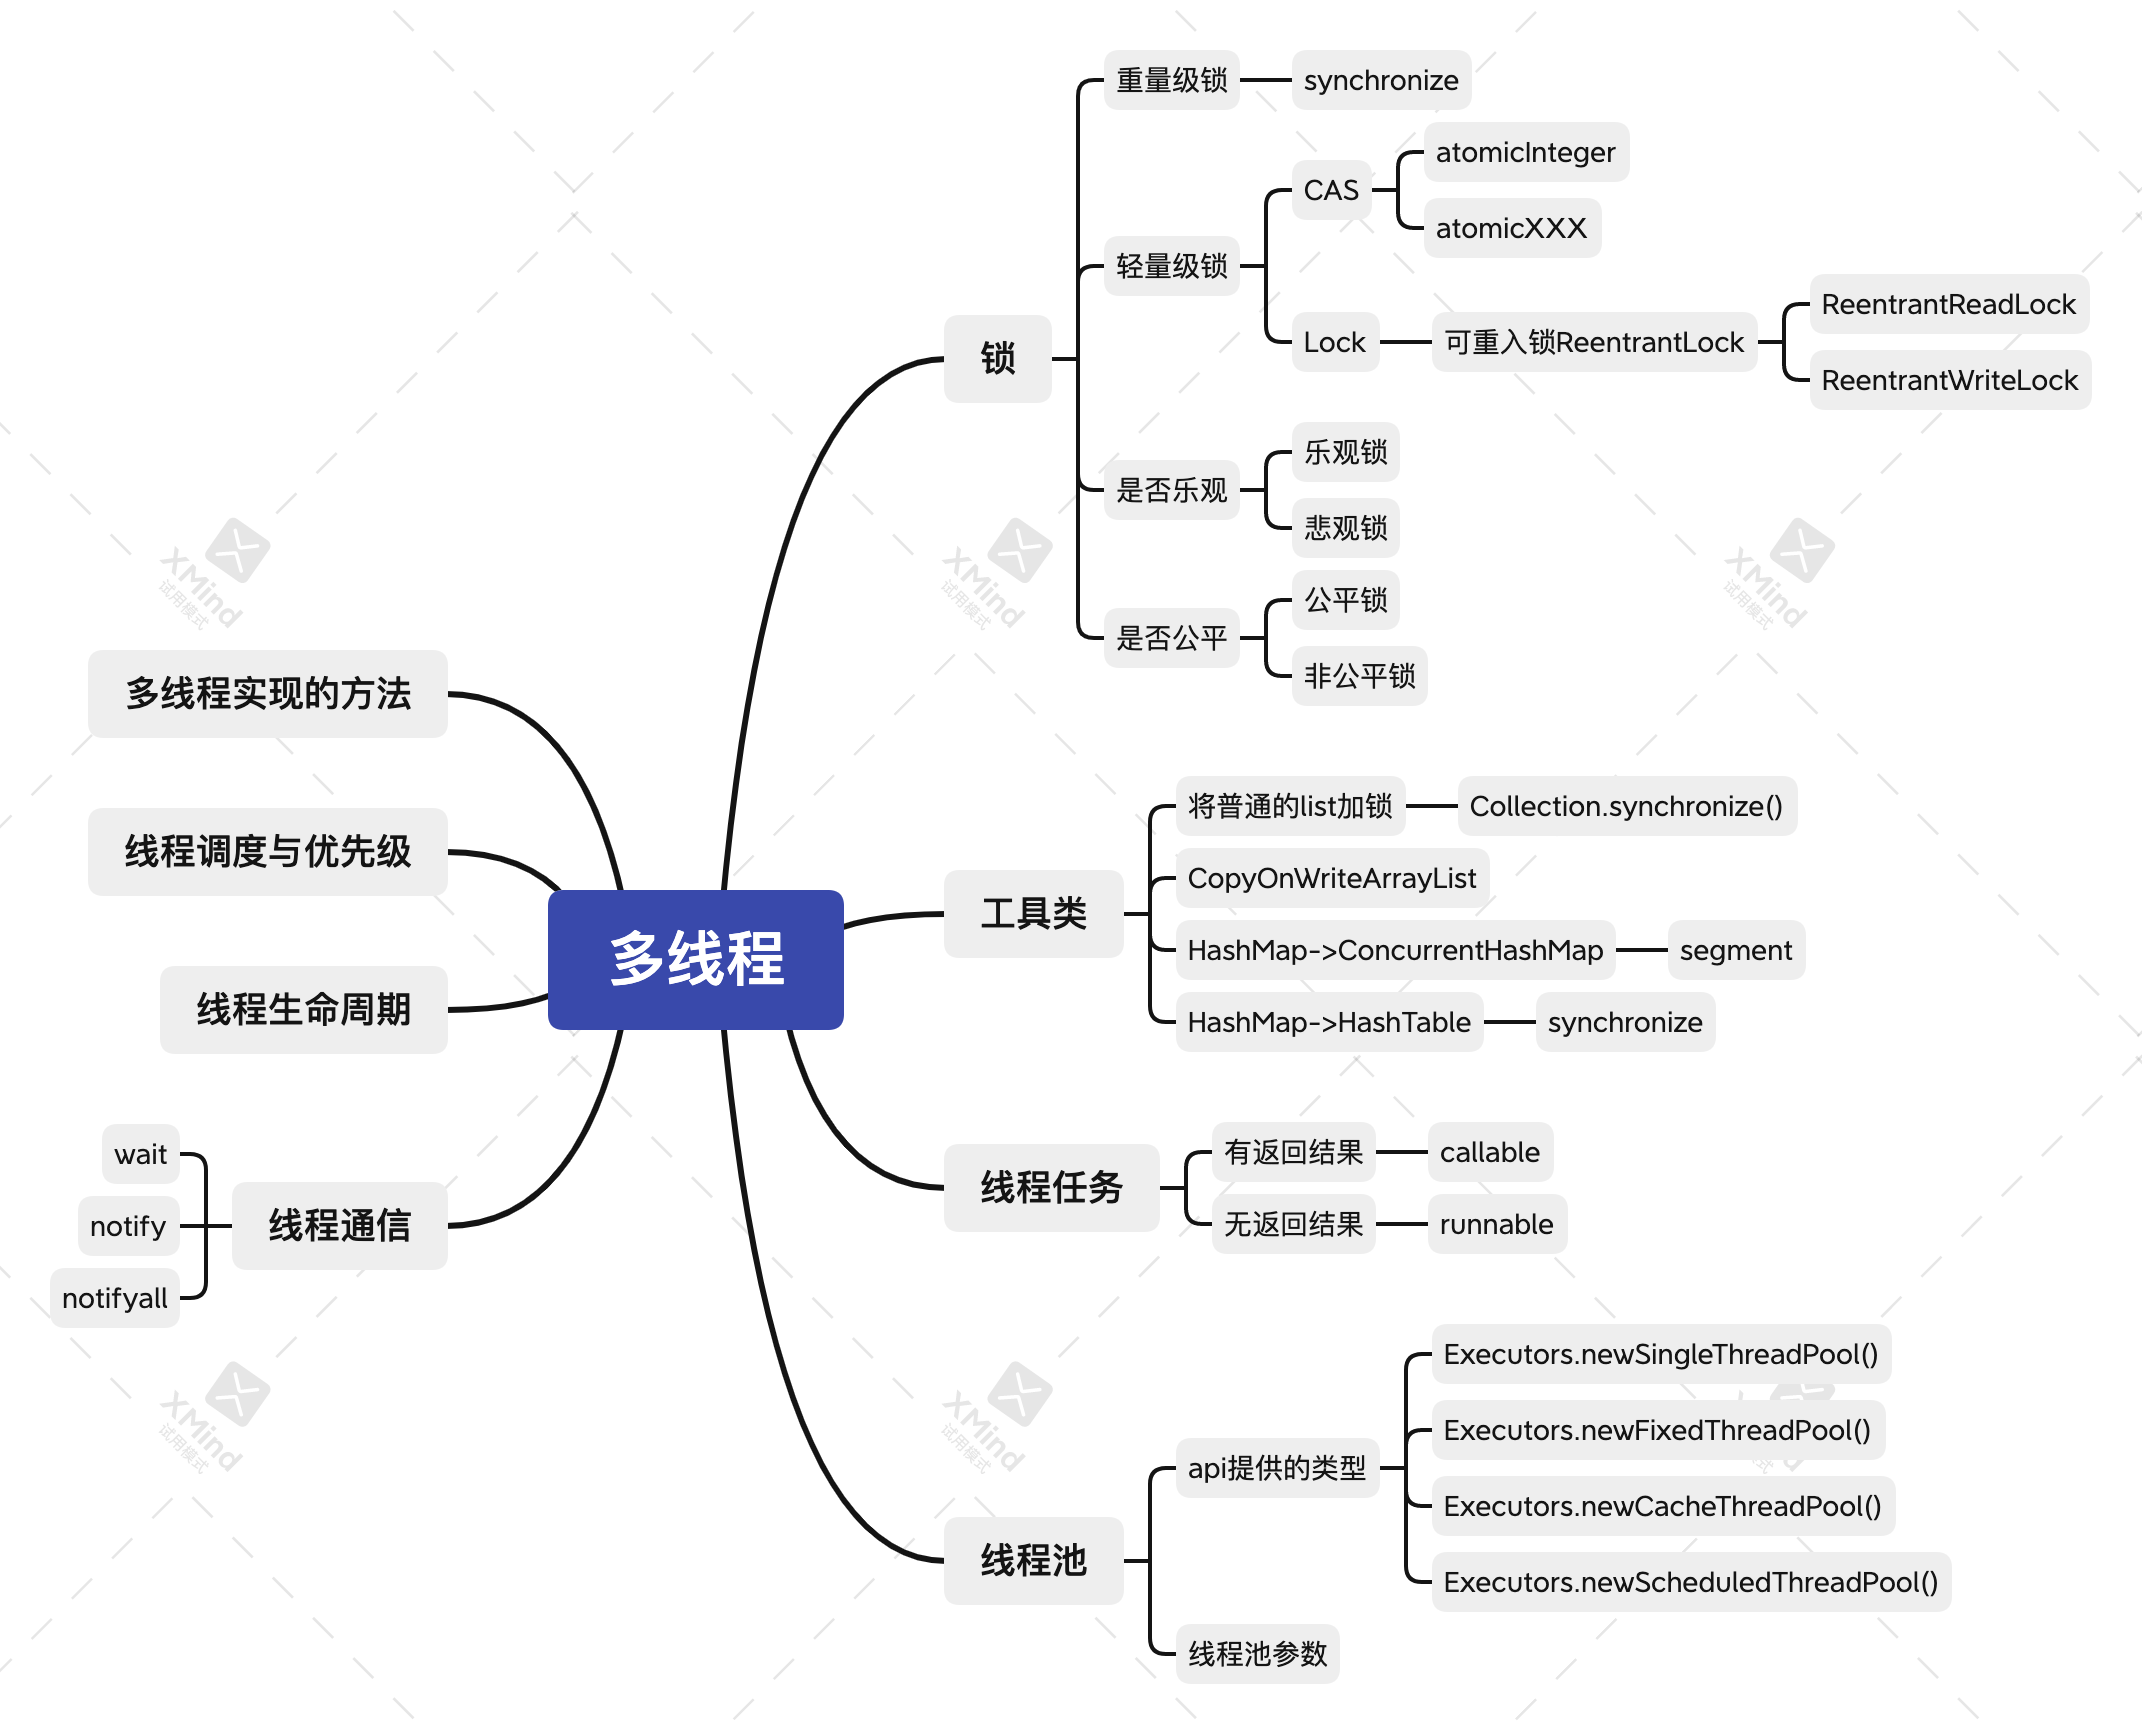 多线程
锁
重量级锁
synchronize
轻量级锁
CAS
atomicInteger
atomicXXX
Lock
可重入锁ReentrantLock
ReentrantReadLock
ReentrantWriteLock
是否乐观
乐观锁
悲观锁
是否公平
公平锁
非公平锁
工具类
将普通的list加锁
Collection.synchronize()
CopyOnWriteArrayList
HashMap->ConcurrentHashMap
segment
HashMap->HashTable
synchronize
线程任务
有返回结果
callable
无返回结果
runnable
线程池
api提供的类型
Executors.newSingleThreadPool()
Executors.newFixedThreadPool()
Executors.newCacheThreadPool()
Executors.newScheduledThreadPool()
线程池参数
多线程实现的方法
线程调度与优先级
线程生命周期
线程通信
wait
notify
notifyall
XMind
试用模式
XMind
试用模式
XMind
试用模式
XMind
试用模式
XMind
试用模式